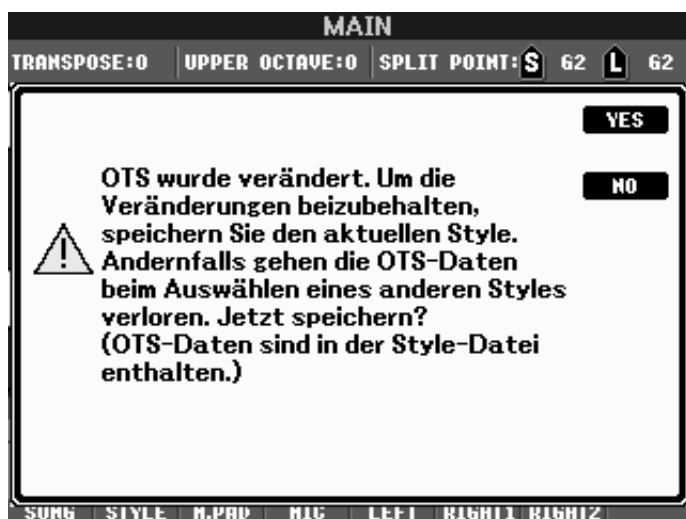 MAIN
TRANSPOSE:0 UPPER OCTAVE:0 SPLIT POINT: S G2 L G2
YES
OTS wurde verändert. Um die
NO
Veränderungen beizubehalten,
speichern Sie den aktuellen Style.
Andernfalls gehen die OTS-Daten
beim Auswählen eines anderen Styles
verloren. Jetzt speichern?
(OTS-Daten sind in der Style-Datei
enthalten.)
SONG STYLE M.PAD MIC LEFT RIGHT1 RIGHT2